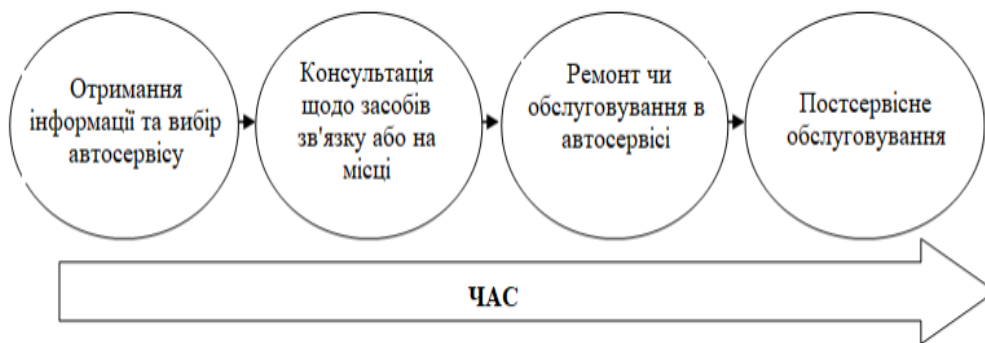 Отримання
інформації та вибір
автосервісу
Консультація
щодо засобів
зв'язку або на
місці
Ремонт чи
обслуговування в
автосервісі
Постсервісне
обслуговування
ЧАС